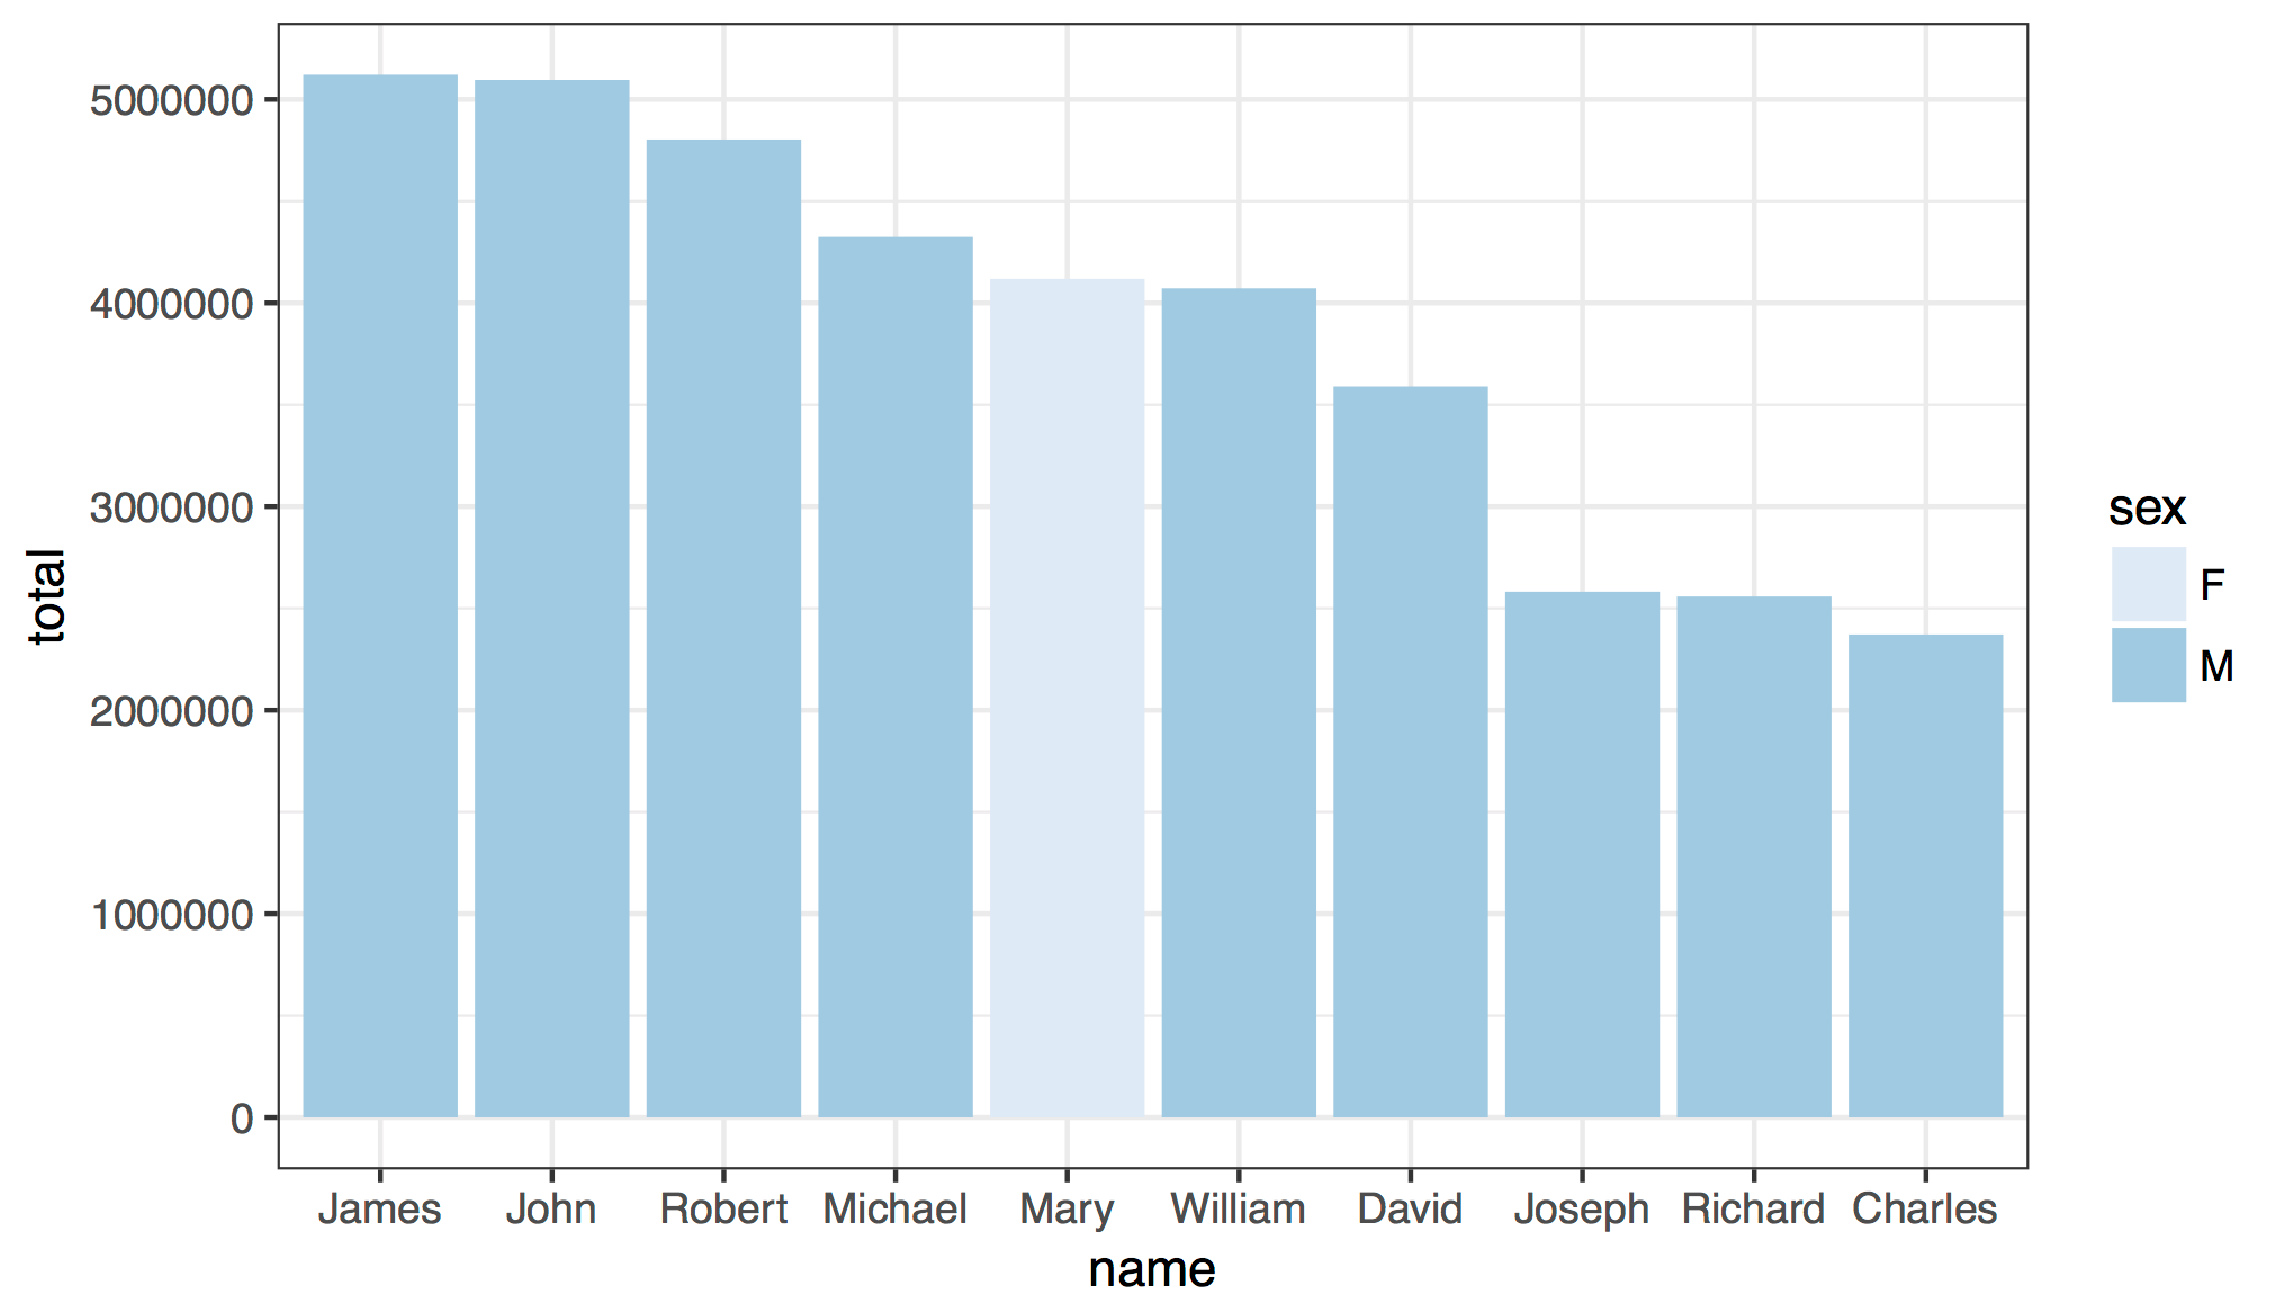 5000000
4000000
3000000
2000000
1000000
0
total
James John Robert Michael Mary William David Joseph Richard Charles
name
sex
F
M